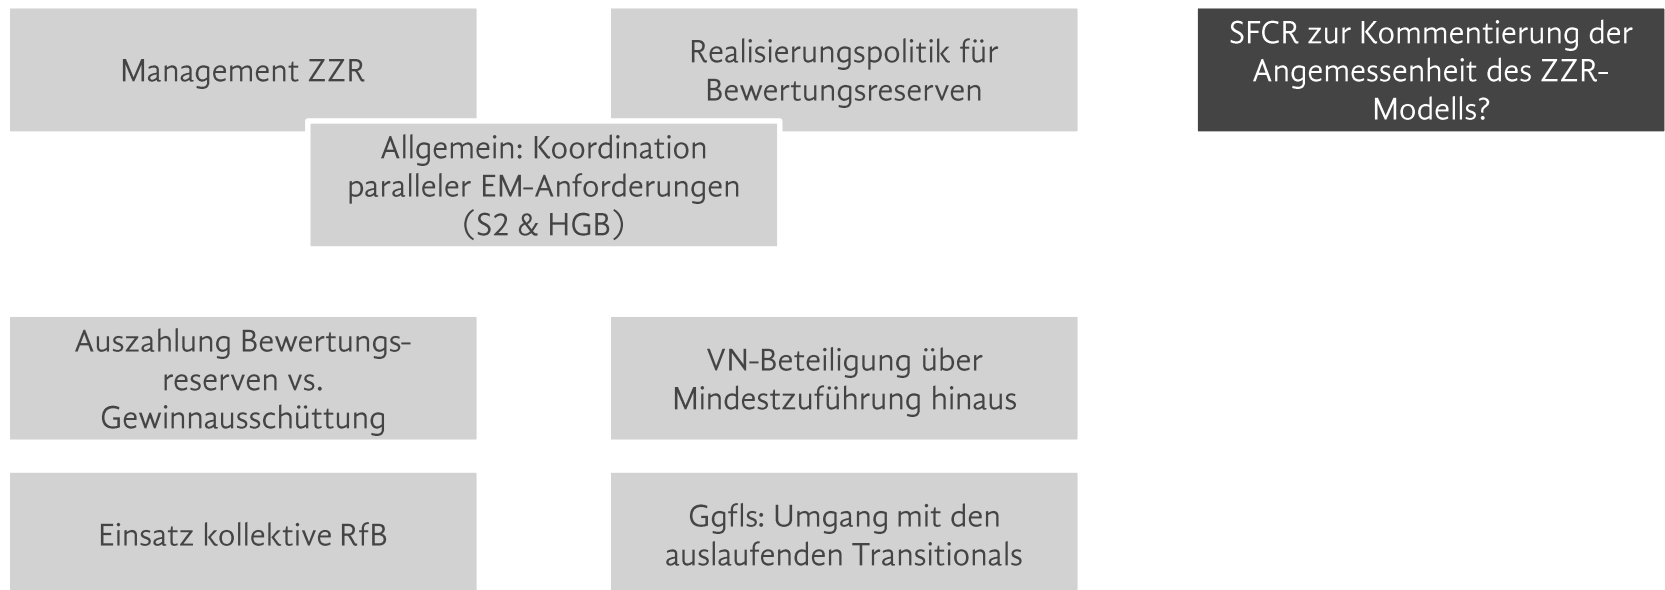 Management ZZR
Realisierungspolitik für
Bewertungsreserven
SFCR zur Kommentierung der
Angemessenheit des ZZR-
Modells?
Allgemein: Koordination
paralleler EM-Anforderungen
(S2 & HGB)
Auszahlung Bewertungs-
reserven vs.
Gewinnausschüttung
VN-Beteiligung über
Mindestzuführung hinaus
Einsatz kollektive RfB
Ggfls: Umgang mit den
auslaufenden Transitionals